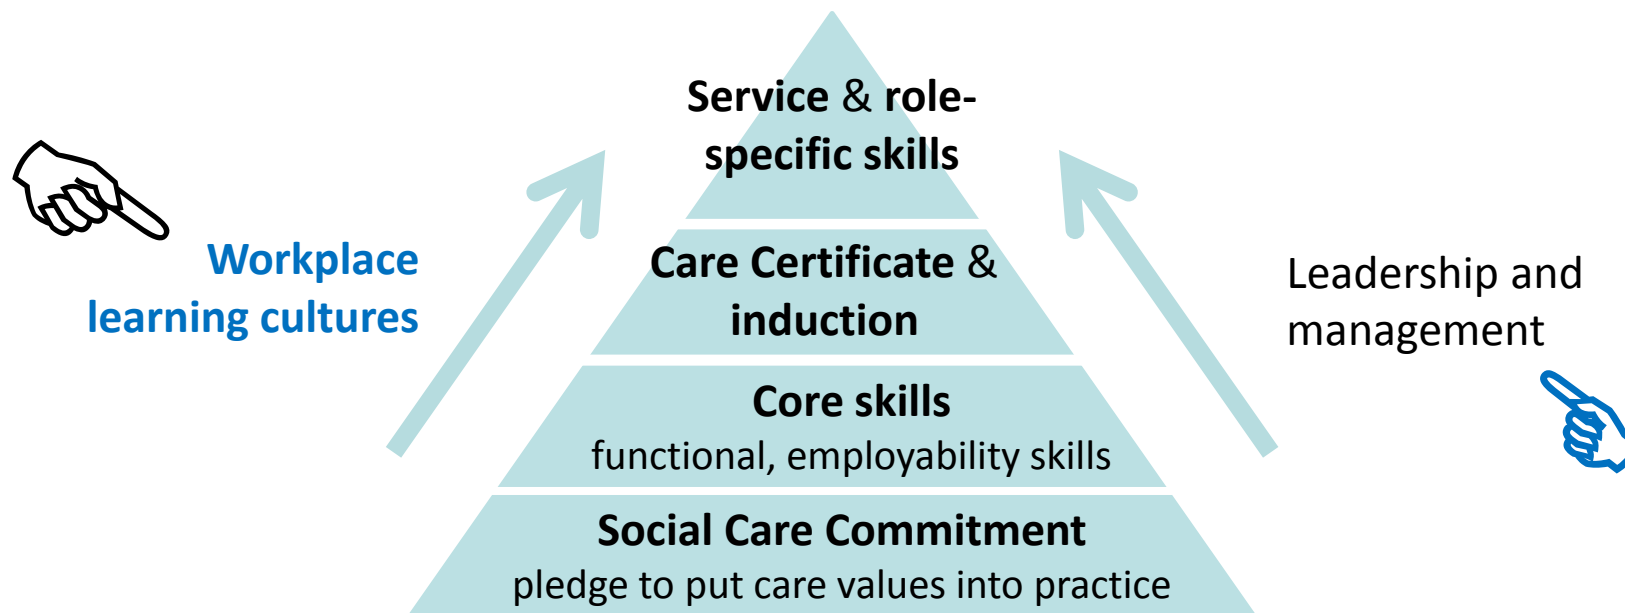 Service & role-
specific skills
Workplace
learning cultures
Care Certificate &
induction
Leadership and
management
Core skills
functional, employability skills
Social Care Commitment
pledge to put care values into practice